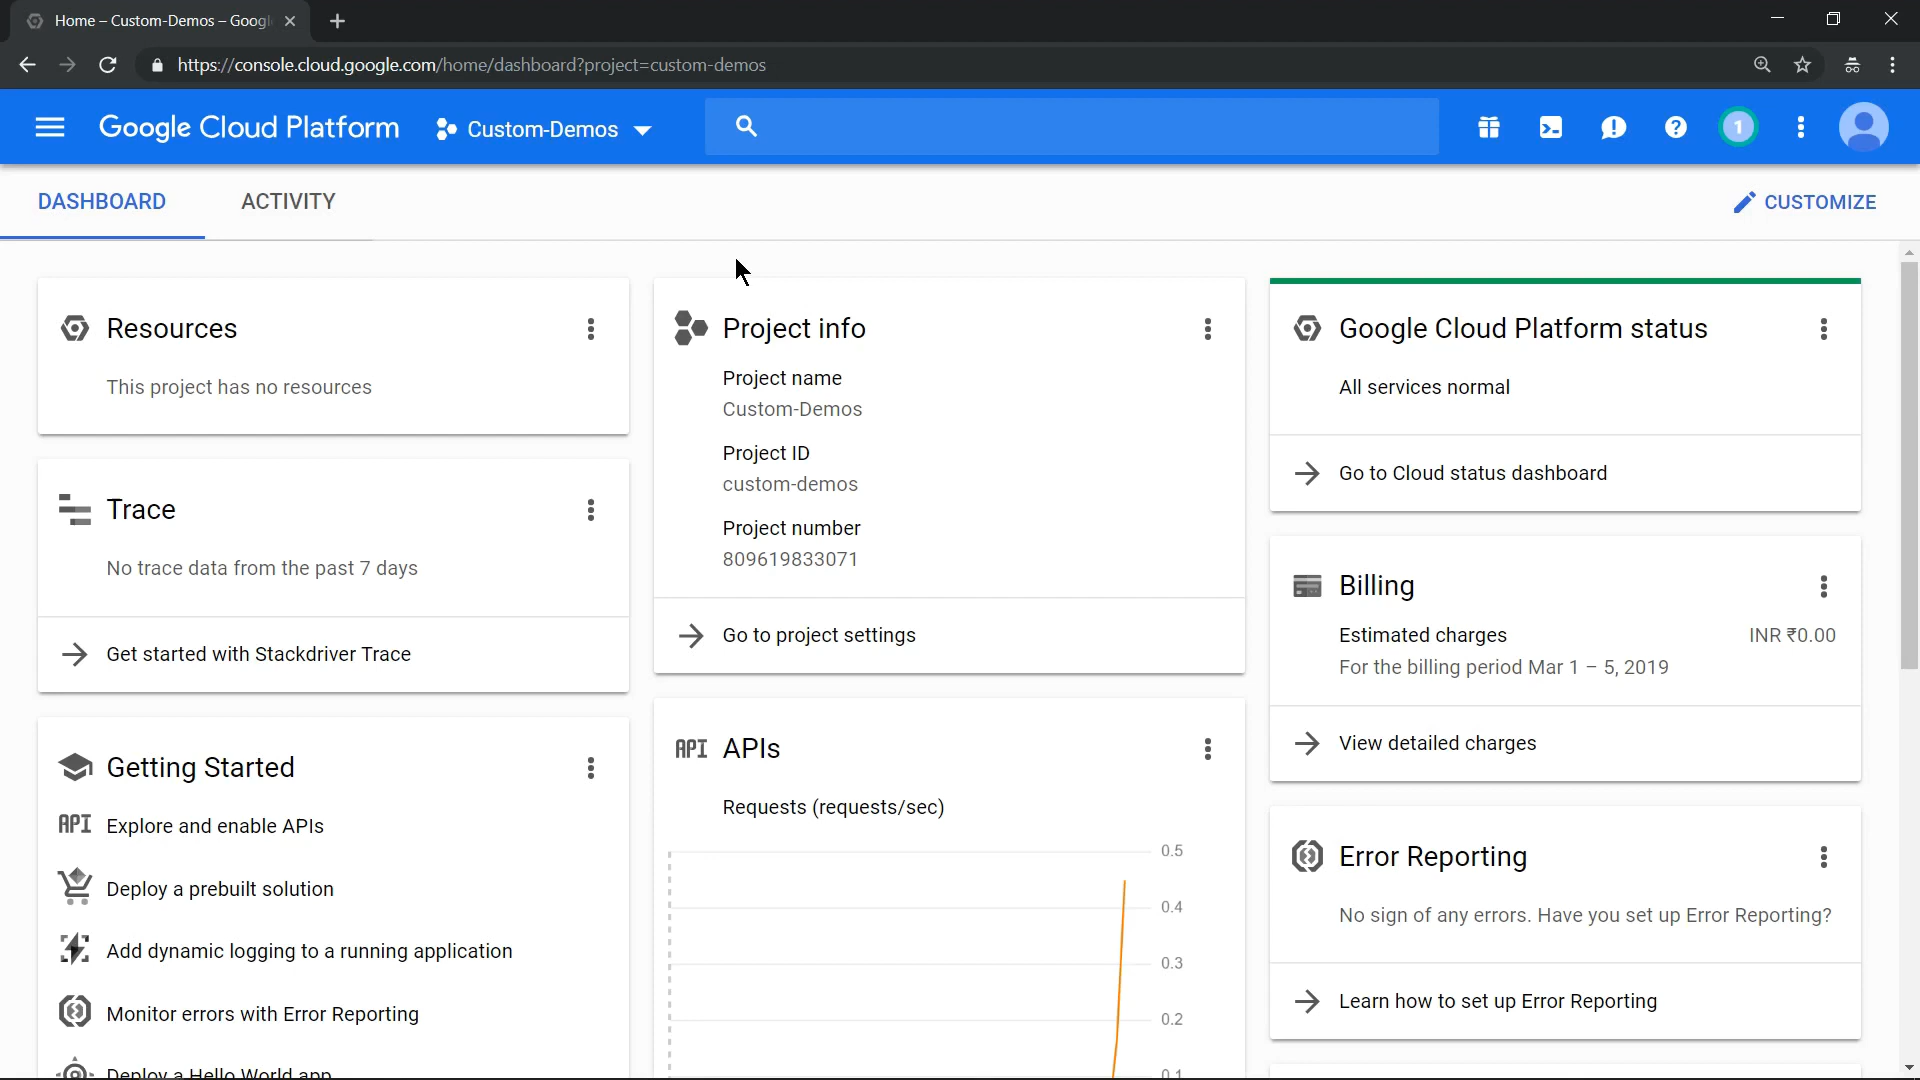 Home – Custom-Demos – Googl
https://console.cloud.google.com/home/dashboard?project=custom-demos
Google Cloud Platform
Custom-Demos
1
DASHBOARD
ACTIVITY
CUSTOMIZE
Resources
This project has no resources
Trace
No trace data from the past 7 days
Get started with Stackdriver Trace
Getting Started
API Explore and enable APIs
Deploy a prebuilt solution
Add dynamic logging to a running application
Monitor errors with Error Reporting
Deploy a Hello World app
Project info
Project name
Custom-Demos
Project ID
custom-demos
Project number
809619833071
Go to project settings
API APIs
Requests (requests/sec)
0.5
0.4
0.3
0.2
0.1
Google Cloud Platform status
All services normal
Go to Cloud status dashboard
Billing
Estimated charges INR ₹0.00
For the billing period Mar 1 – 5, 2019
View detailed charges
Error Reporting
No sign of any errors. Have you set up Error Reporting?
Learn how to set up Error Reporting